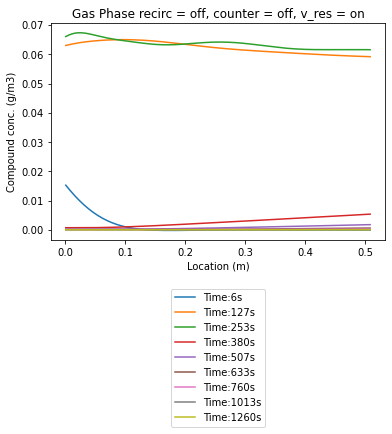 Gas Phase recirc = off, counter = off, v_res = on
0.07
0.06
0.05
0.04
0.03
0.02
0.01
0.00
Compound conc. (g/m3)
0.0 0.1 0.2 0.3 0.4 0.5
Location (m)
Time:6s
Time:127s
Time:253s
Time:380s
Time:507s
Time:633s
Time:760s
Time:1013s
Time:1260s